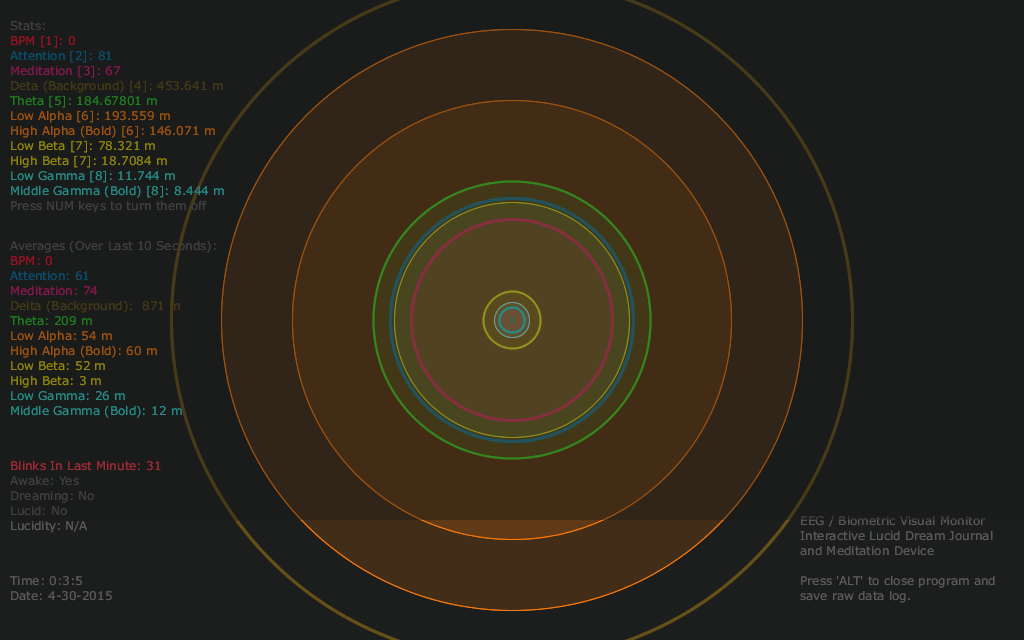 Stats:
BPM [1]: 0
Attention [2]: 81
Meditation [3]: 67
Deta (Background) [4]: 453.641 m
Theta [5]: 184.67801 m
Low Alpha [6]: 193.559 m
High Alpha (Bold) [6]: 146.071 m
Low Beta [7]: 78.321 m
High Beta [7]: 18.7084 m
Low Gamma [8]: 11.744 m
Middle Gamma (Bold) [8]: 8.444 m
Press NUM keys to turn them off
Averages (Over Last 10 Seconds):
BPM: 0
Attention: 61
Meditation: 74
Delta (Background): 871 m
Theta: 209 m
Low Alpha: 54 m
High Alpha (Bold): 60 m
Low Beta: 52 m
High Beta: 3 m
Low Gamma: 26 m
Middle Gamma (Bold): 12 m
Blinks In Last Minute: 31
Awake: Yes
Dreaming: No
Lucid: No
Lucidity: N/A
Time: 0:3:5
Date: 4-30-2015
EEG / Biometric Visual Monitor
Interactive Lucid Dream Journal
and Meditation Device
Press 'ALT' to close program and
save raw data log.